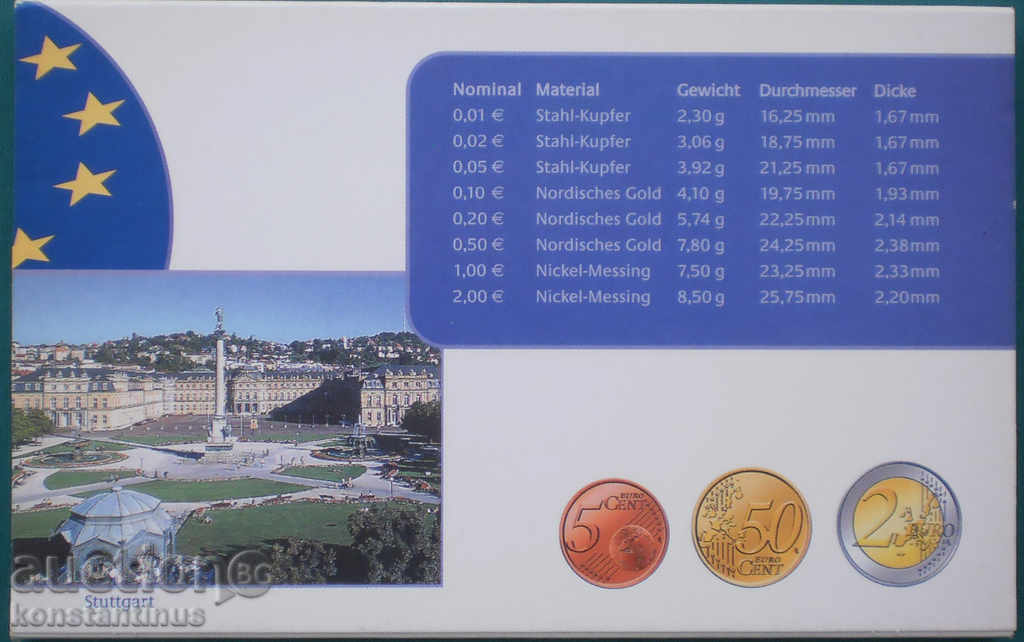 Nominal Material Gewicht Durchmesser Dicke
0,01 € Stahl-Kupfer 2,30 g 16,25 mm 1,67 mm
0,02 € Stahl-Kupfer 3,06 g 18,75 mm 1,67 mm
0,05 € Stahl-Kupfer 3,92 g 21,25 mm 1,67 mm
0,10 € Nordisches Gold 4,10 g 19,75 mm 1,93 mm
0,20 € Nordisches Gold 5,74 g 22,25 mm 2,14 mm
0,50 € Nordisches Gold 7,80 g 24,25 mm 2,38 mm
1,00 € Nickel-Messing 7,50 g 23,25 mm 2,33 mm
2,00 € Nickel-Messing 8,50 g 25,75 mm 2,20 mm
5 EURO CENT
50 EURO CENT
2 EURO
auction BG
Stuttgart
konstantinus